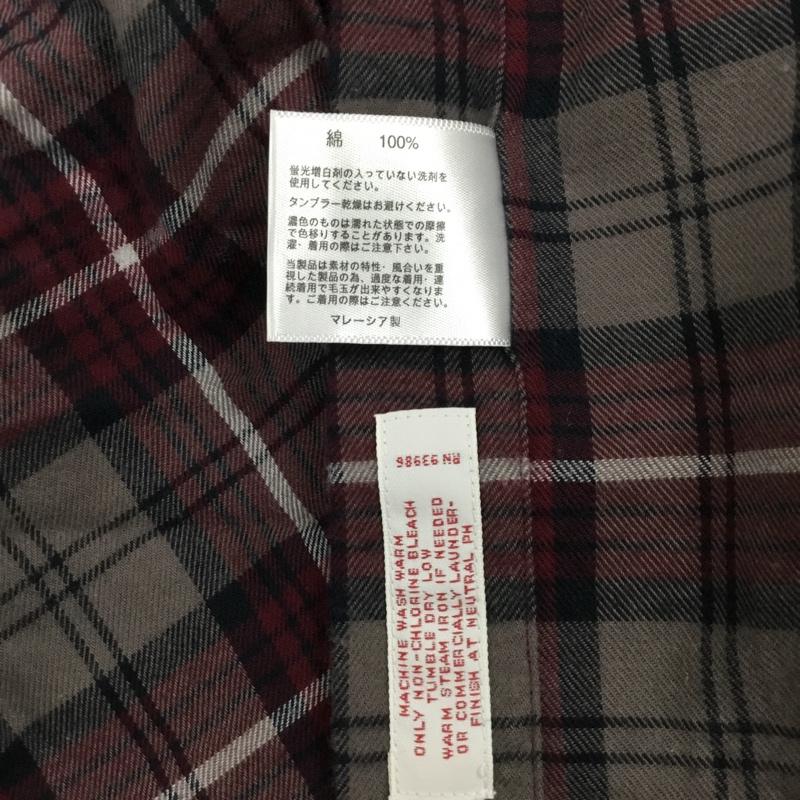 綿 100%
蛍光増白剤の入っていない洗剤を
使用してください。
タンブラー乾燥はお避けください。
濃色のものは濡れた状態での摩擦
で色移りすることがあります。洗
濯・着用の際はご注意下さい。
当製品は素材の特性・風合いを重
視した製品の為、過度な着用・連
続着用で毛玉が出来やすくなりま
す。ご着用の際はご注意ください。
マレーシア製
RN 93986
MACHINE WASH WARM
ONLY NON-CHLORINE BLEACH
TUMBLE DRY LOW
WARM STEAM IRON IF NEEDED
OR COMMERCIALLY LAUNDER-
FINISH AT NEUTRAL PH